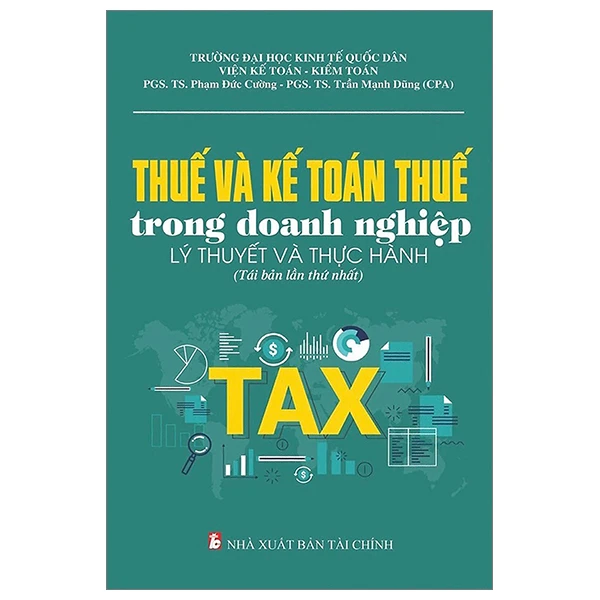 TRƯỜNG ĐẠI HỌC KINH TẾ QUỐC DÂN
VIỆN KẾ TOÁN - KIỂM TOÁN
PGS. TS. Phạm Đức Cường - PGS. TS. Trần Mạnh Dũng (CPA)
THUẾ VÀ KẾ TOÁN THUẾ
trong doanh nghiệp
LÝ THUYẾT VÀ THỰC HÀNH
(Tái bản lần thứ nhất)
TAX
NHÀ XUẤT BẢN TÀI CHÍNH